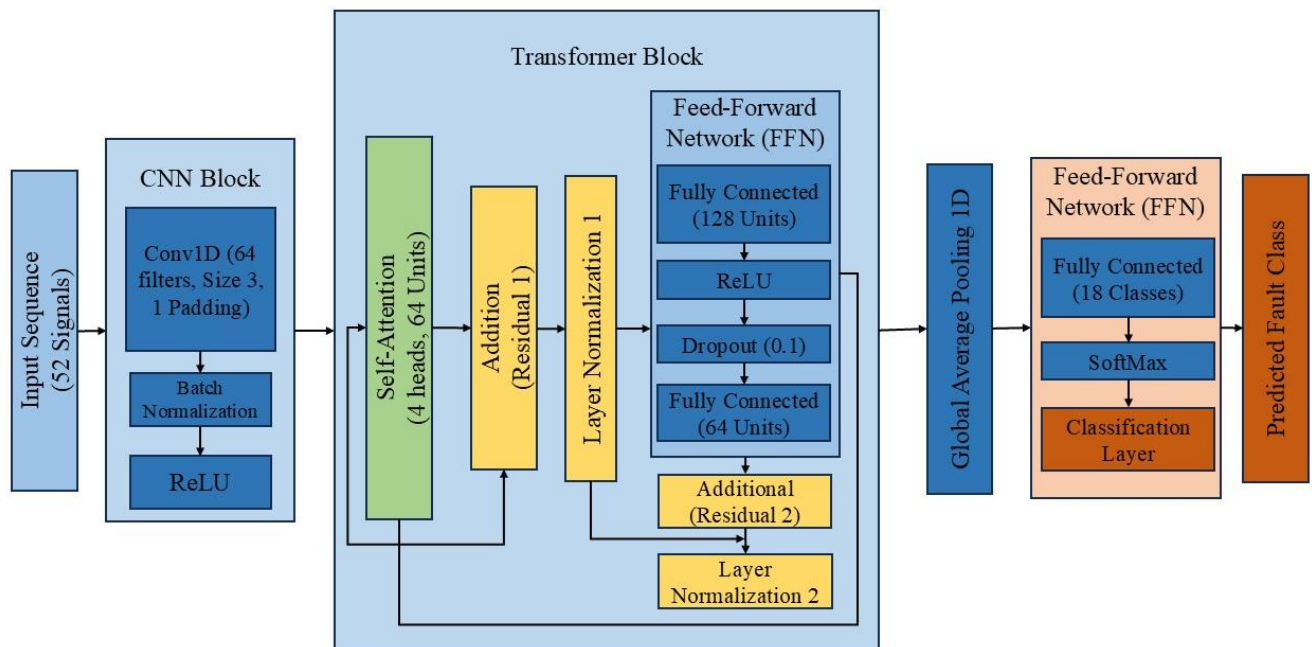 Input Sequence
(52 Signals)
CNN Block
Conv1D (64
filters, Size 3,
1 Padding)
Batch
Normalization
ReLU
Transformer Block
Self-Attention
(4 heads, 64 Units)
Addition
(Residual 1)
Layer Normalization 1
Feed-Forward
Network (FFN)
Fully Connected
(128 Units)
ReLU
Dropout (0.1)
Fully Connected
(64 Units)
Additional
(Residual 2)
Layer
Normalization 2
Global Average Pooling 1D
Feed-Forward
Network (FFN)
Fully Connected
(18 Classes)
SoftMax
Classification
Layer
Predicted Fault Class